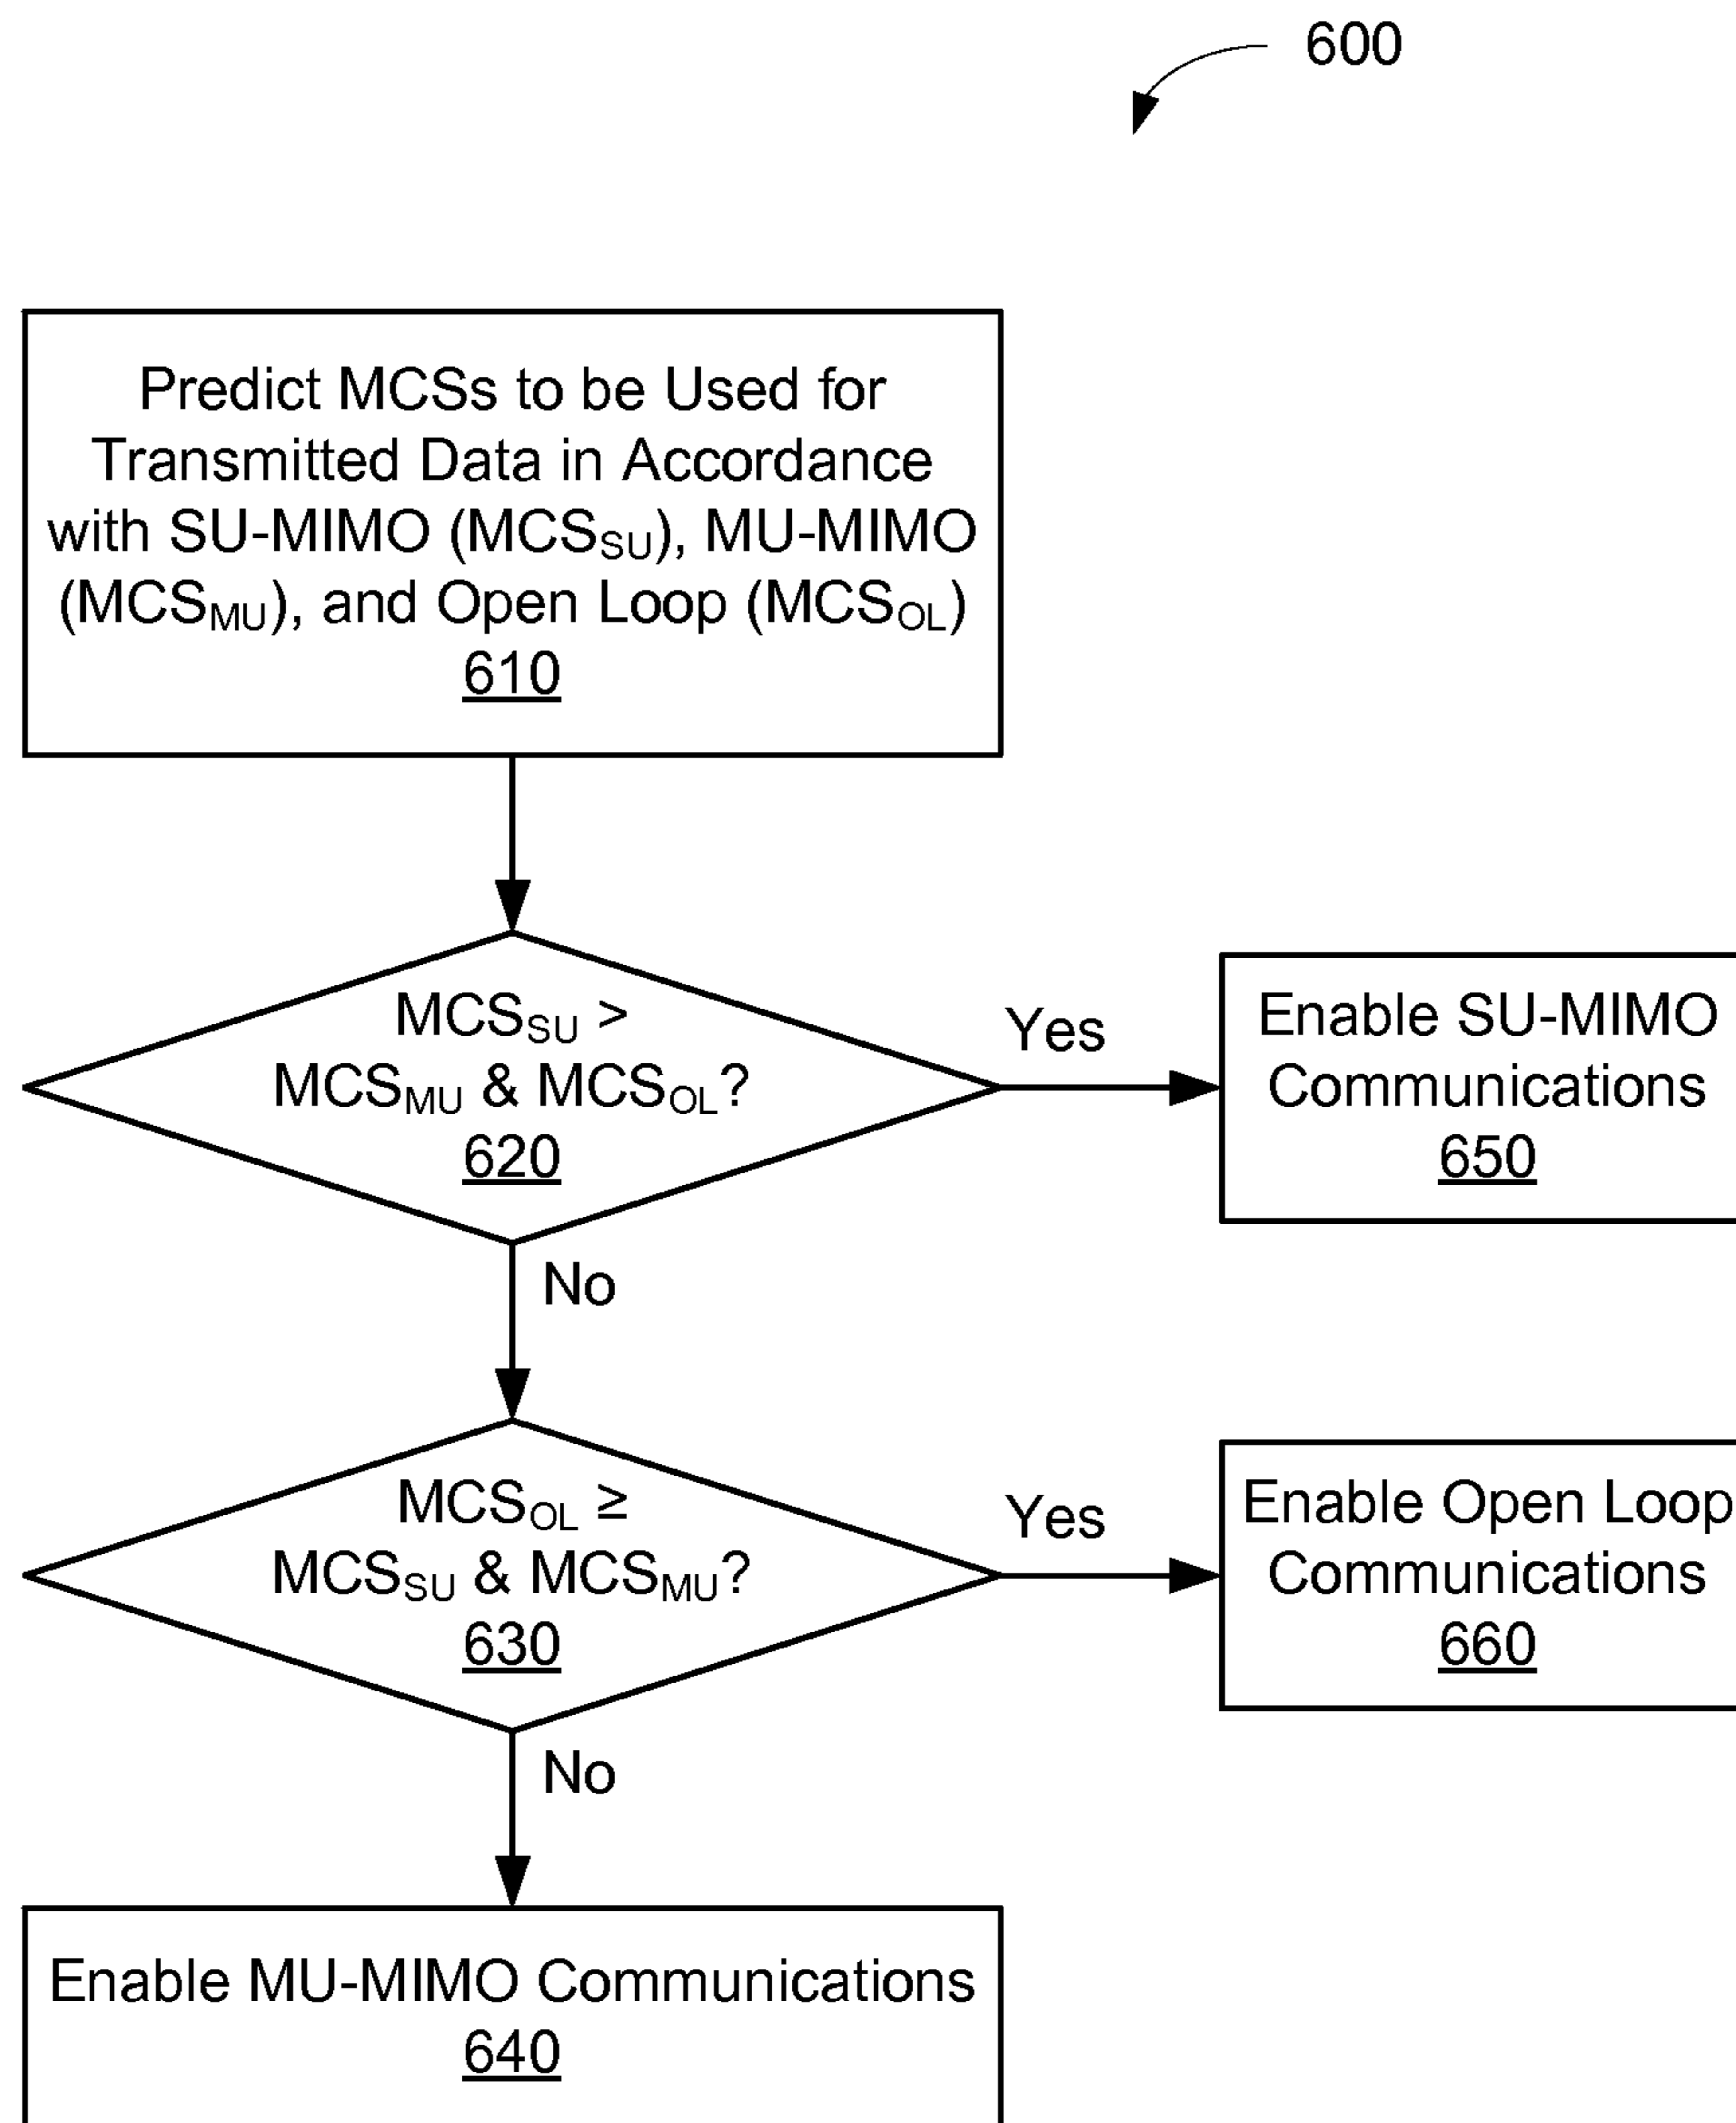 600
Predict MCSs to be Used for
Transmitted Data in Accordance
with SU-MIMO (MCSSU), MU-MIMO
(MCSMU), and Open Loop (MCSOL)
610
MCSSU >
MCSMU & MCSOL?
620
Yes
Enable SU-MIMO
Communications
650
No
MCSOL ≥
MCSSU & MCSMU?
630
Yes
Enable Open Loop
Communications
660
No
Enable MU-MIMO Communications
640